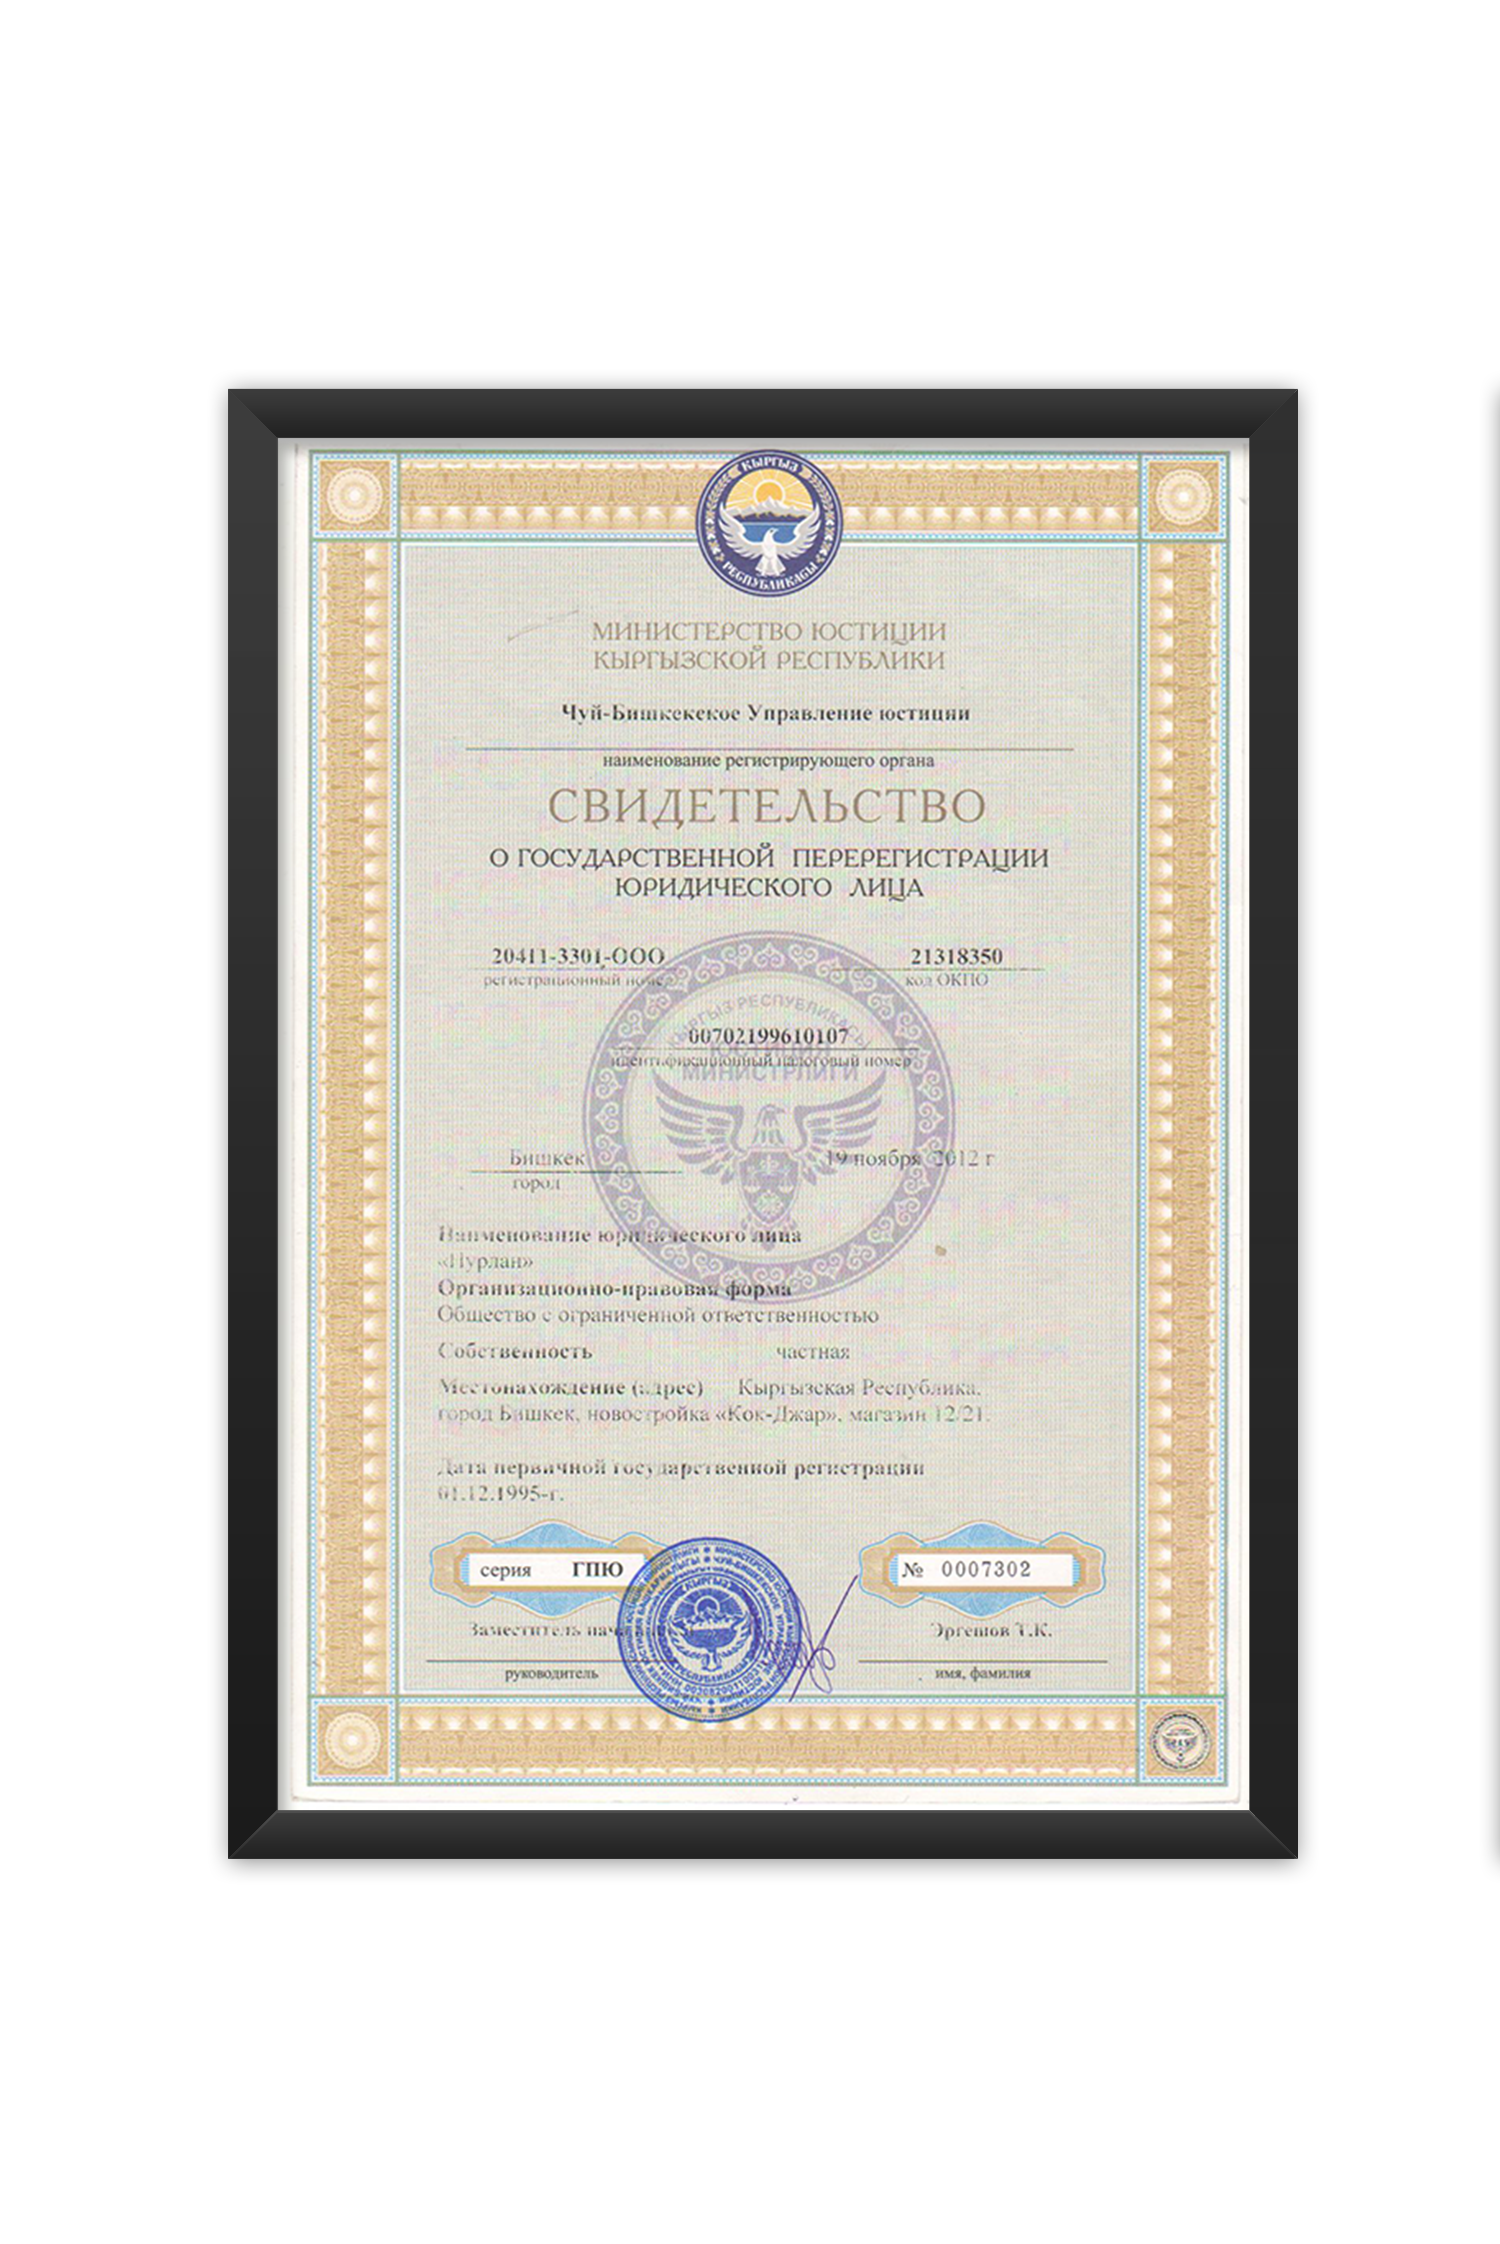 КЫРГЫЗ
РЕСПУБЛИКАСЫ
МИНИСТЕРСТВО ЮСТИЦИИ
КЫРГЫЗСКОЙ РЕСПУБЛИКИ
Чуй-Бишкекское Управление юстиции
наименование регистрирующего органа
СВИДЕТЕЛЬСТВО
О ГОСУДАРСТВЕННОЙ ПЕРЕРЕГИСТРАЦИИ
ЮРИДИЧЕСКОГО ЛИЦА
20411-3301-ООО 21318350
регистрационный номер код ОКПО
КЫРГЫЗ РЕСПУБЛИКАСЫ
00702199610107
ЮСТИЦИЯ
идентификационный налоговый номер
МИНИСТРЛИГИ
Бишкек 19 ноября 2012 г
город
Наименование юридического лица
«Нурлан»
Организационно-правовая форма
Общество с ограниченной ответственностью
Собственность частная
Местонахождение (адрес) Кыргызская Республика,
город Бишкек, новостройка «Кок-Джар», магазин 12/21.
Дата первичной государственной регистрации
01.12.1995-г.
серия ГПЮ № 0007302
Заместитель Эргешов Т.К.
руководитель имя, фамилия